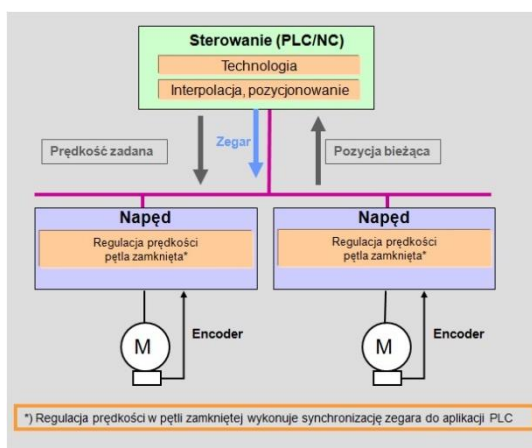 Sterowanie (PLC/NC)
Technologia
Interpolacja, pozycjonowanie
Prędkość zadana
Zegar
Pozycja bieżąca
Napęd
Regulacja prędkości
pętla zamknięta*
Napęd
Regulacja prędkości
pętla zamknięta*
M
Encoder
M
Encoder
*) Regulacja prędkości w pętli zamkniętej wykonuje synchronizację zegara do aplikacji PLC